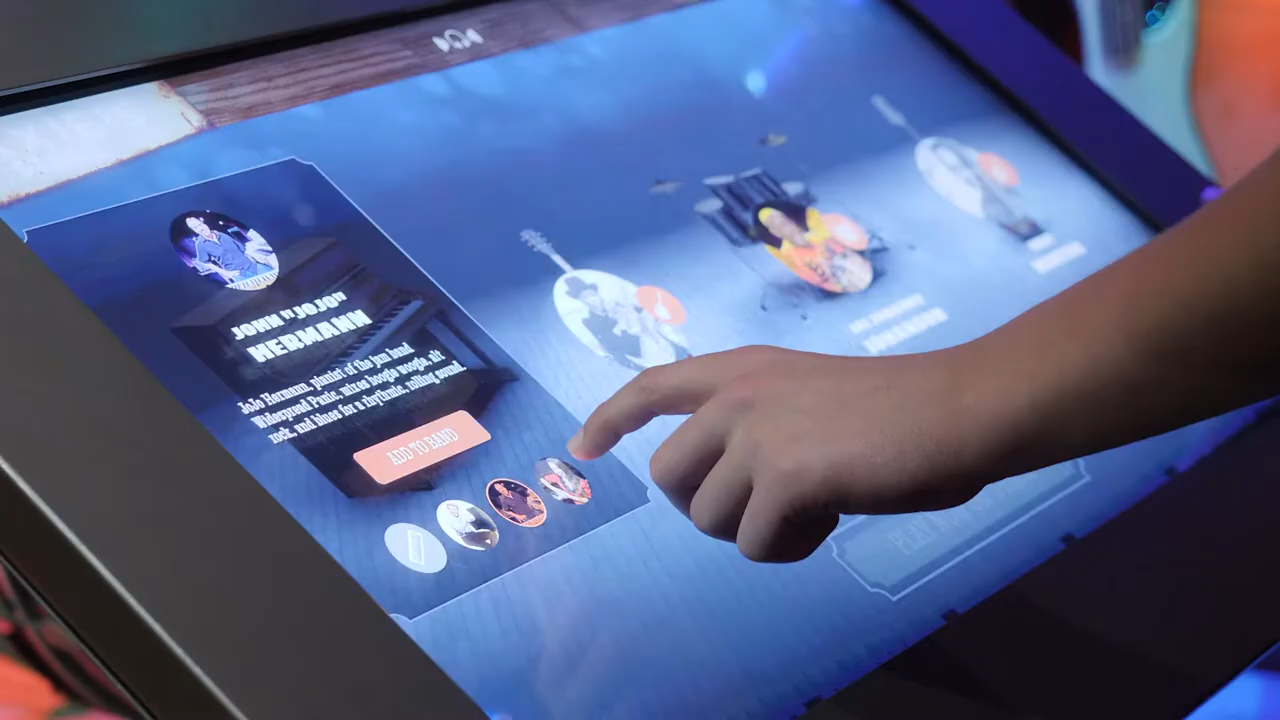 JOHN "JOJO"
HERMANN
JoJo Hermann, pianist of the jam band
Widespread Panic, mixes boogie woogie, alt
rock, and blues for a rhythmic, rolling sound.
ADD TO BAND
PLAY